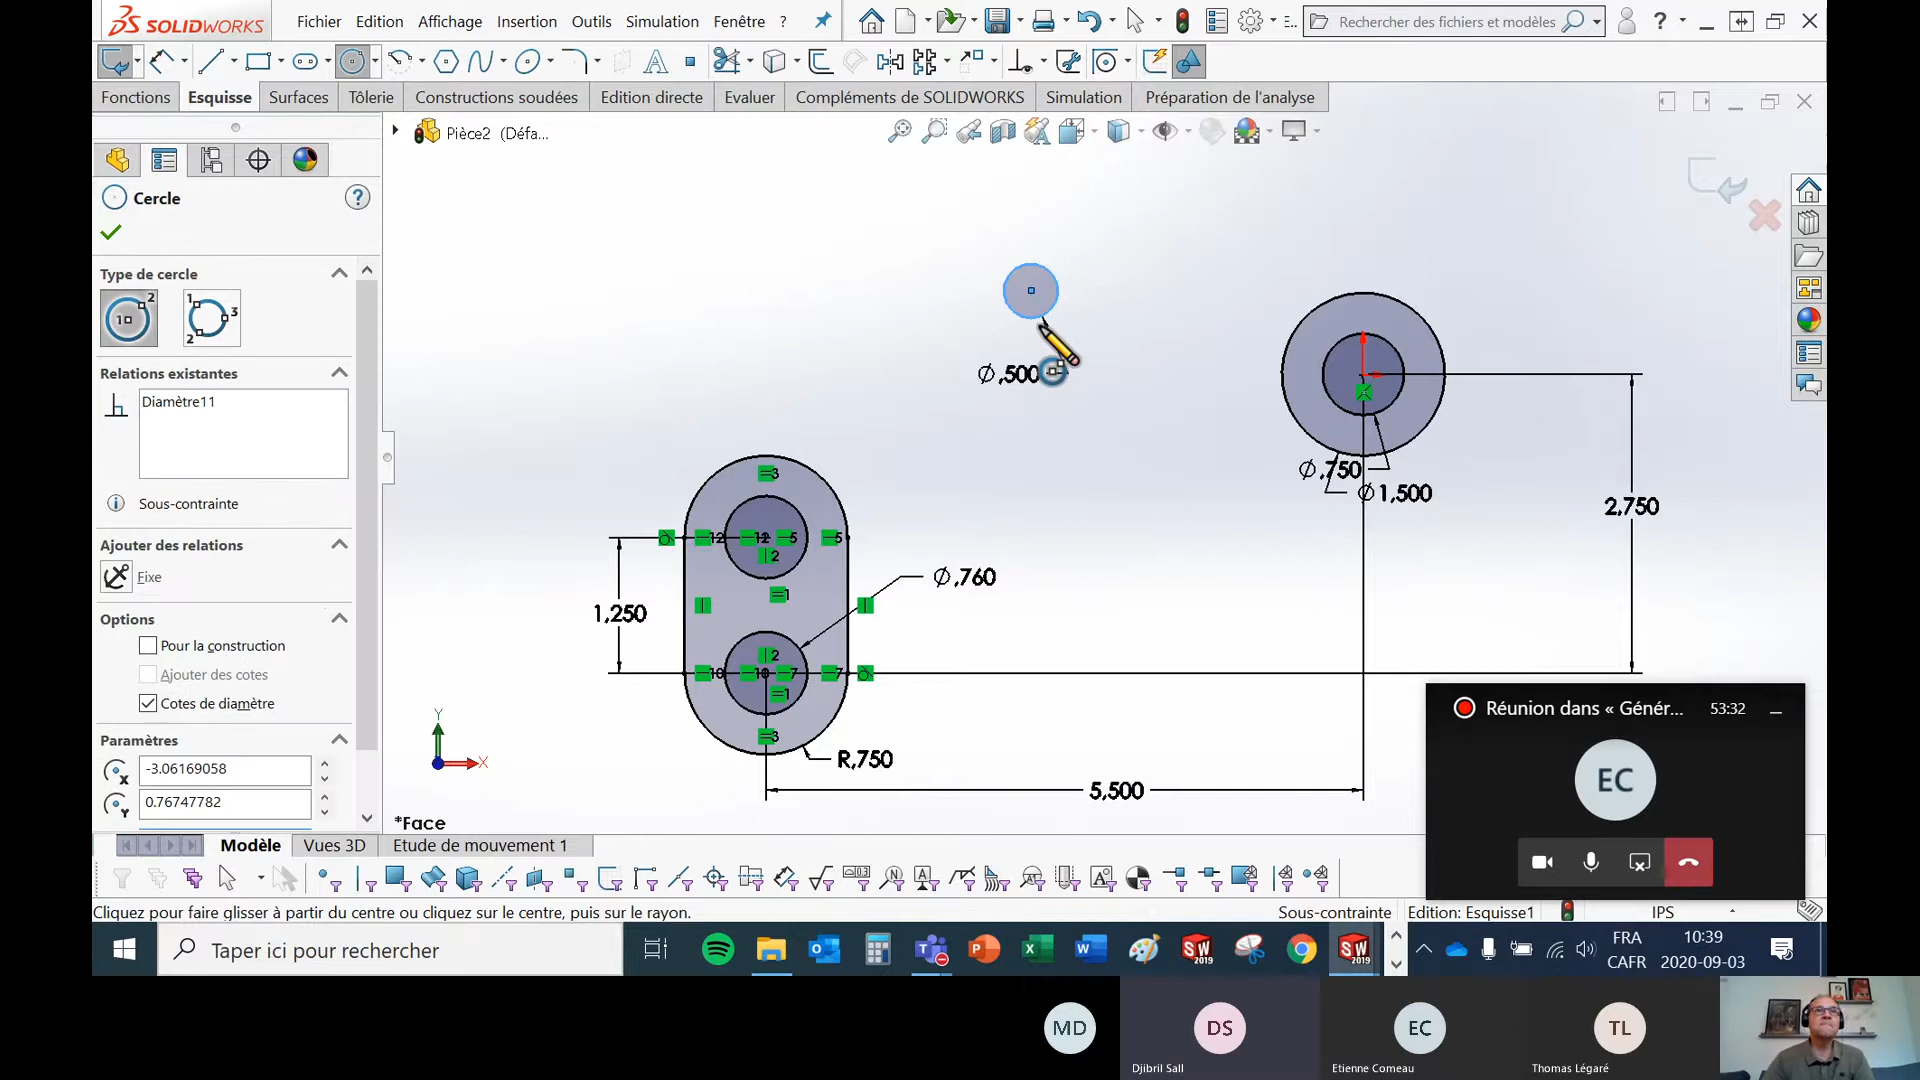 SOLIDWORKS
Fichier Edition Affichage Insertion Outils Simulation Fenêtre ?
E..
Rechercher des fichiers et modèles
Fonctions Esquisse Surfaces Tôlerie Constructions soudées Edition directe Evaluer Compléments de SOLIDWORKS Simulation Préparation de l'analyse
Pièce2 (Défa...
Cercle
Type de cercle
Relations existantes
Diamètre11
Sous-contrainte
Ajouter des relations
Fixe
Options
Pour la construction
Ajouter des cotes
Cotes de diamètre
Paramètres
-3.06169058
0.76747782
∅,500
∅,750
∅1,500
2,750
∅,760
1,250
R,750
5,500
Y
X
*Face
Réunion dans « Génér... 53:32
EC
Modèle Vues 3D Etude de mouvement 1
Cliquez pour faire glisser à partir du centre ou cliquez sur le centre, puis sur le rayon.
Sous-contrainte Edition: Esquisse1 IPS
Taper ici pour rechercher
FRA
CAFR
10:39
2020-09-03
MD
DS
EC
TL
Djibril Sall
Etienne Comeau
Thomas Légaré